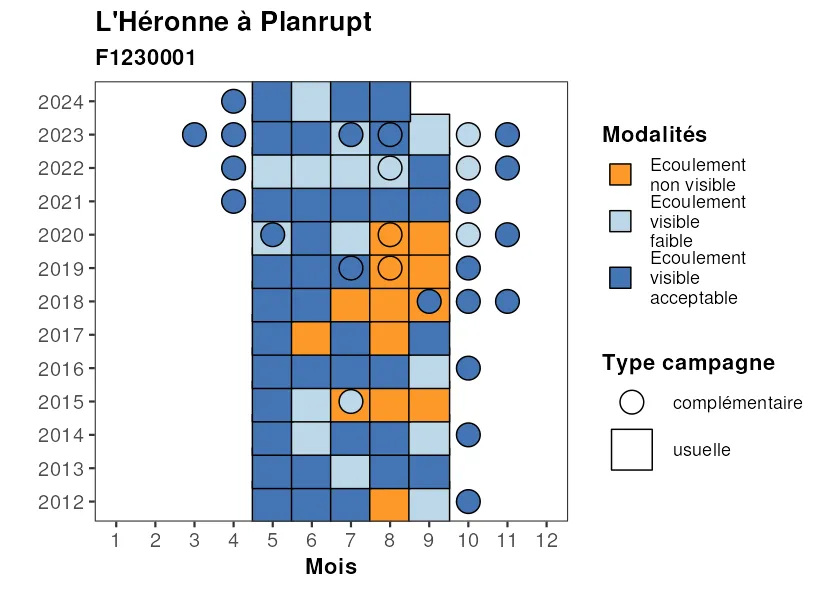 L'Héronne à Planrupt
F1230001
2024
2023
2022
2021
2020
2019
2018
2017
2016
2015
2014
2013
2012
1 2 3 4 5 6 7 8 9 10 11 12
Mois
Modalités
Ecoulement
non visible
Ecoulement
visible
faible
Ecoulement
visible
acceptable
Type campagne
complémentaire
usuelle